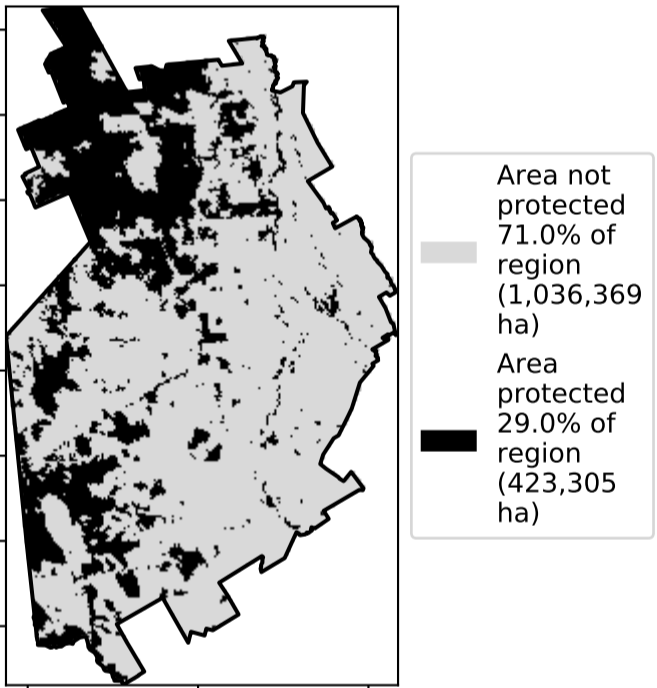 Area not
protected
71.0% of
region
(1,036,369
ha)
Area
protected
29.0% of
region
(423,305
ha)